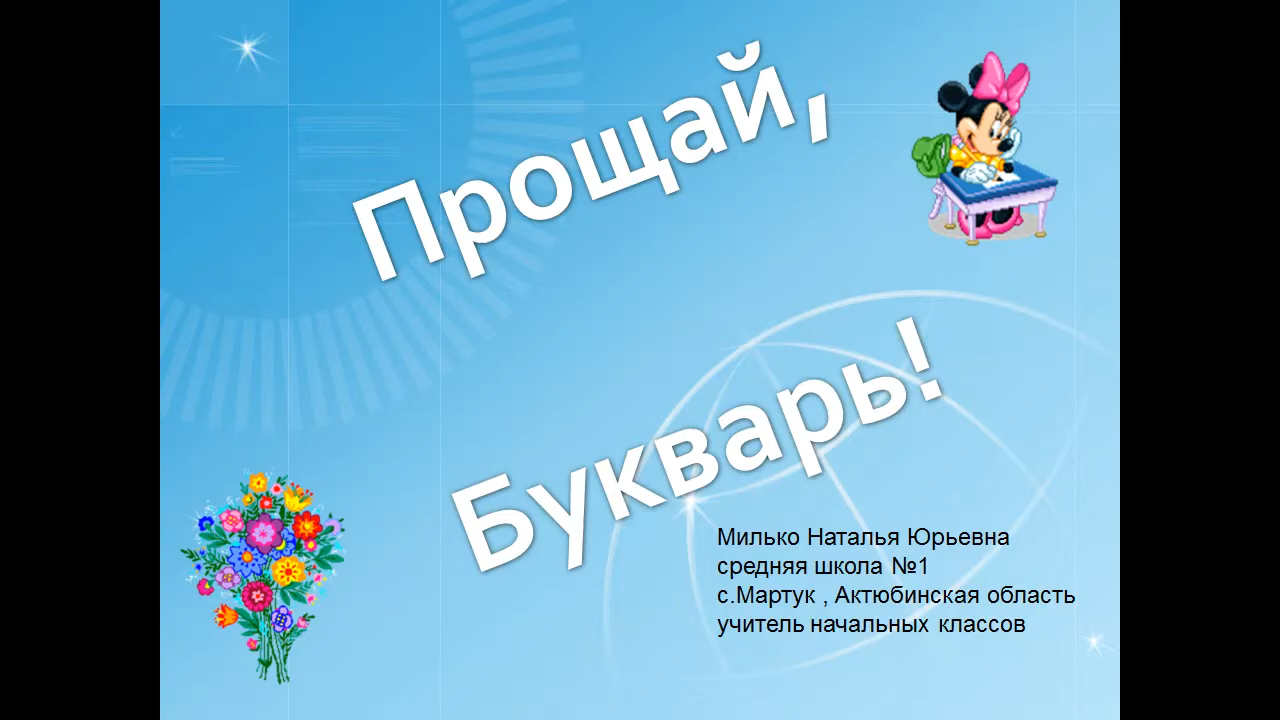 Прощай,
Букварь!
Милько Наталья Юрьевна
средняя школа №1
с.Мартук , Актюбинская область
учитель начальных классов